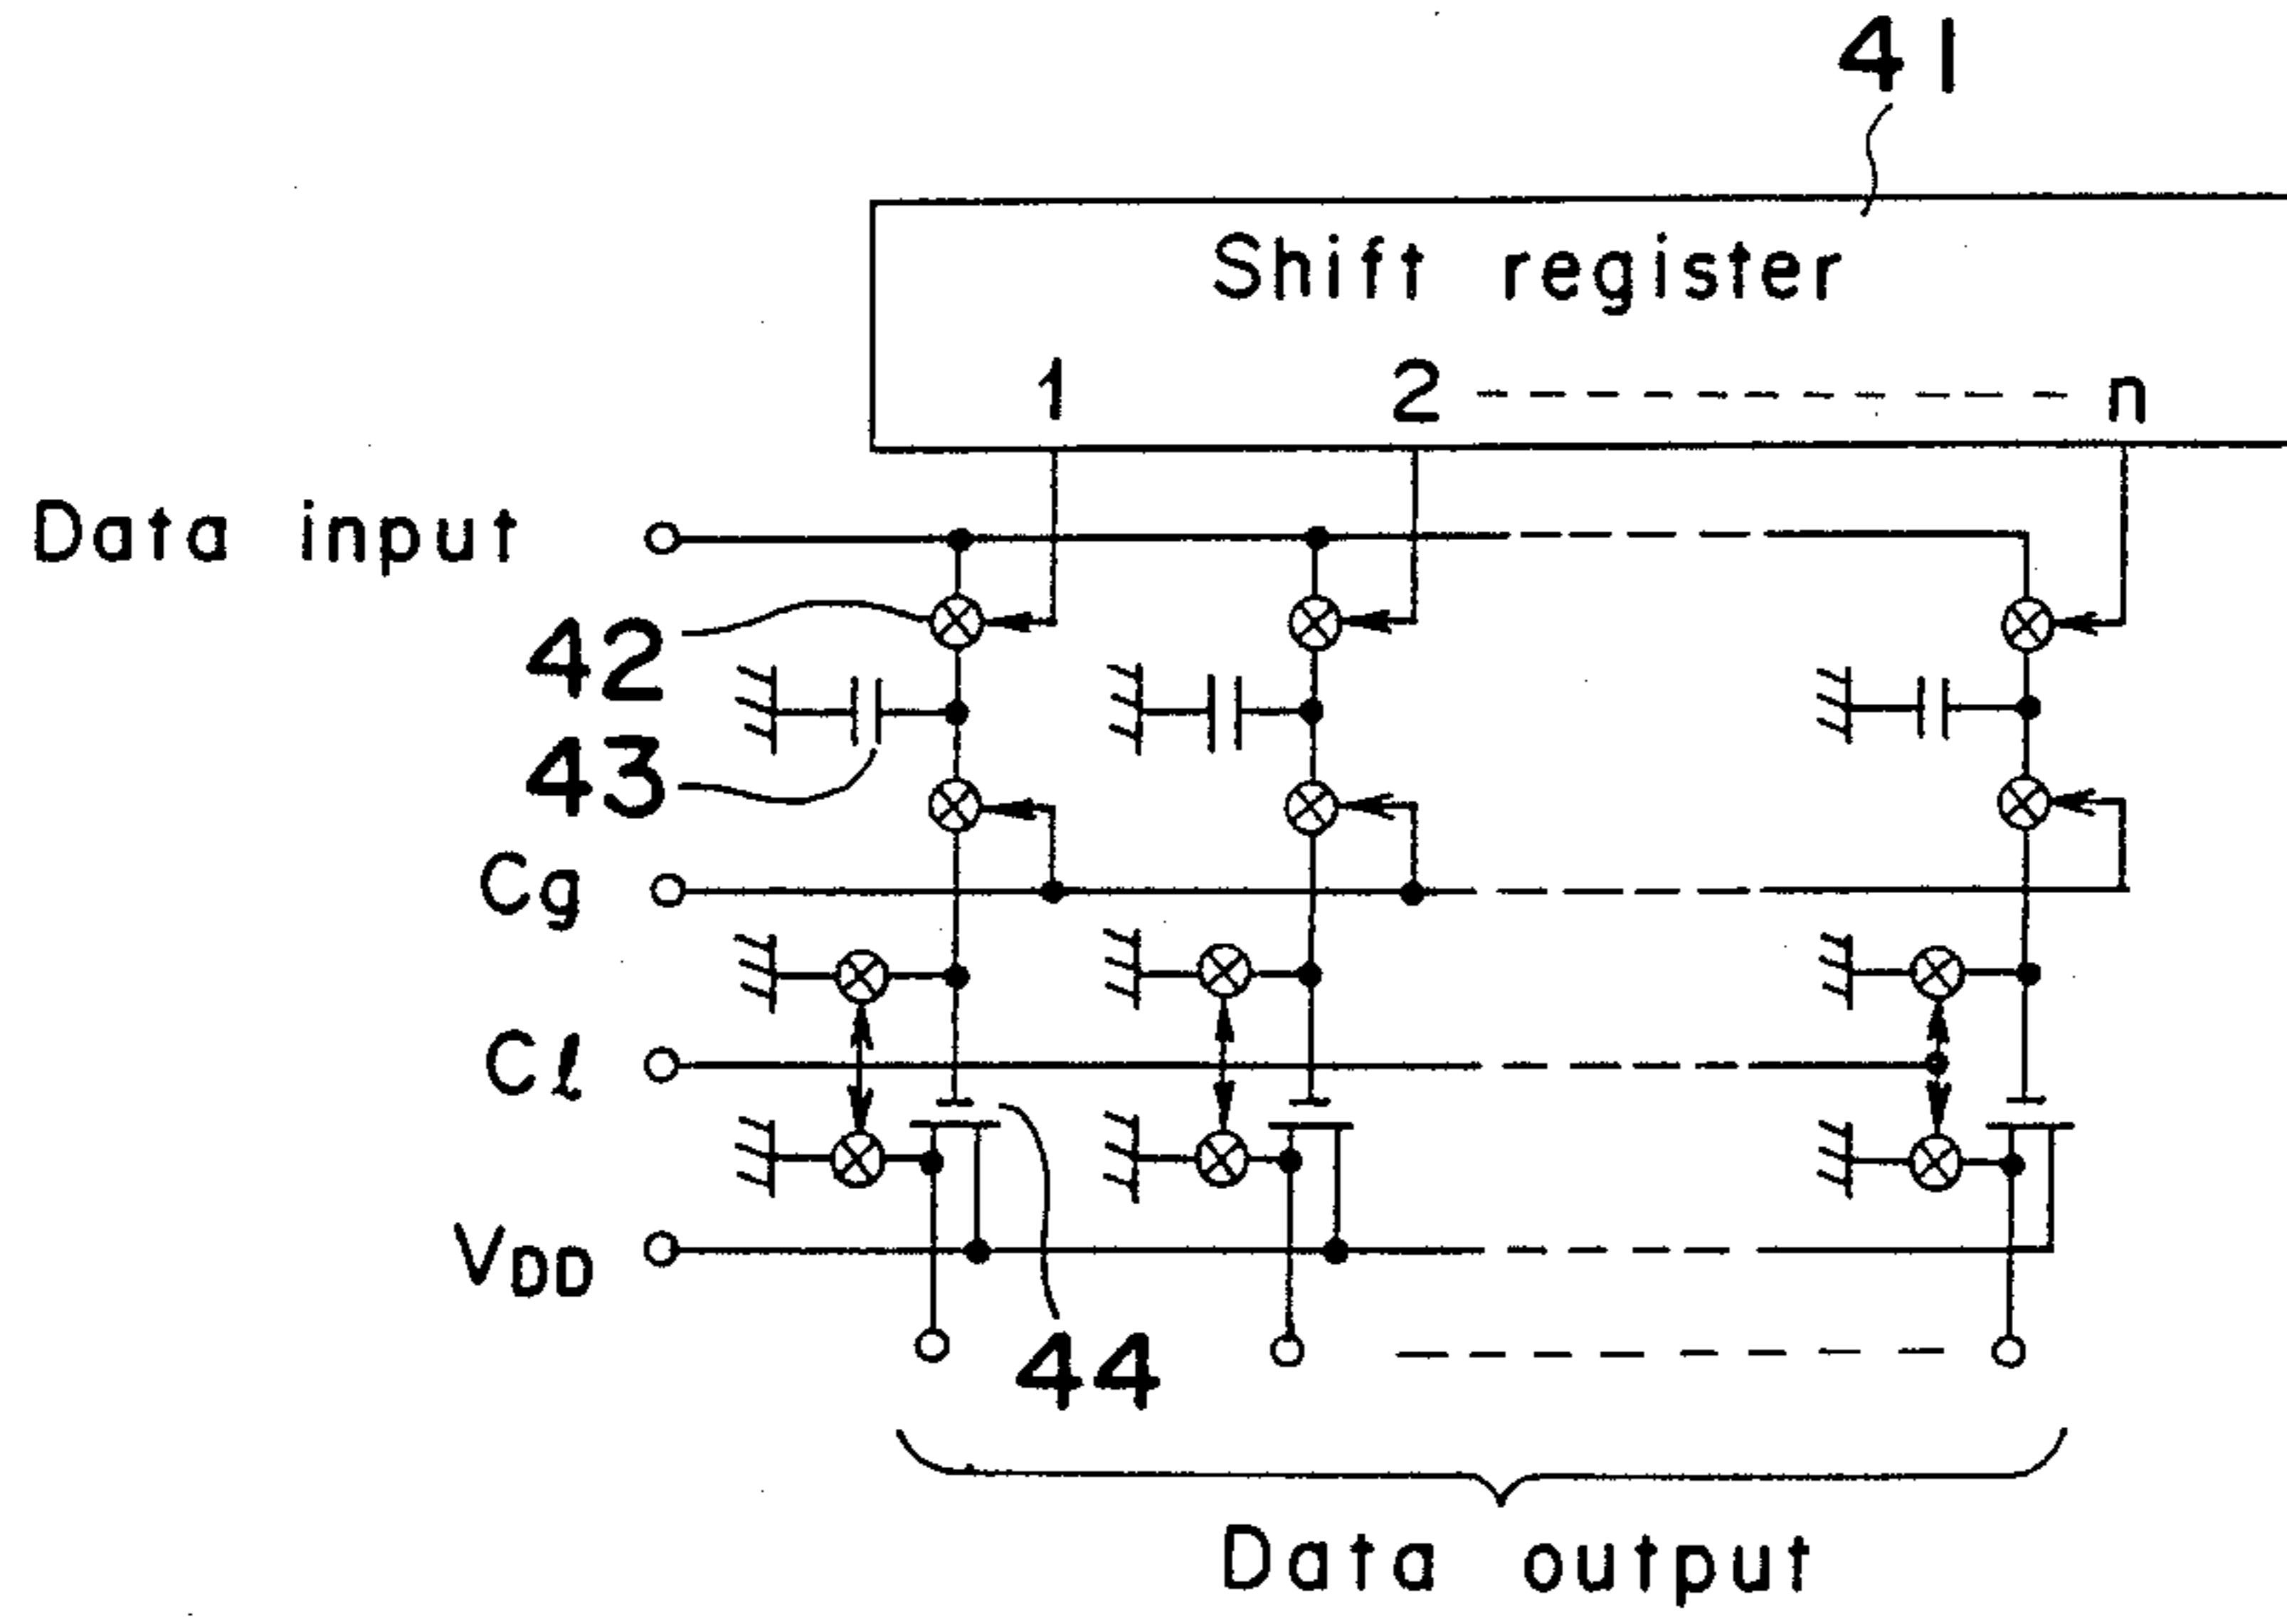 41
Shift register
1 2 n
Data input
42
43
Cg
Cℓ
VDD
44
Data output